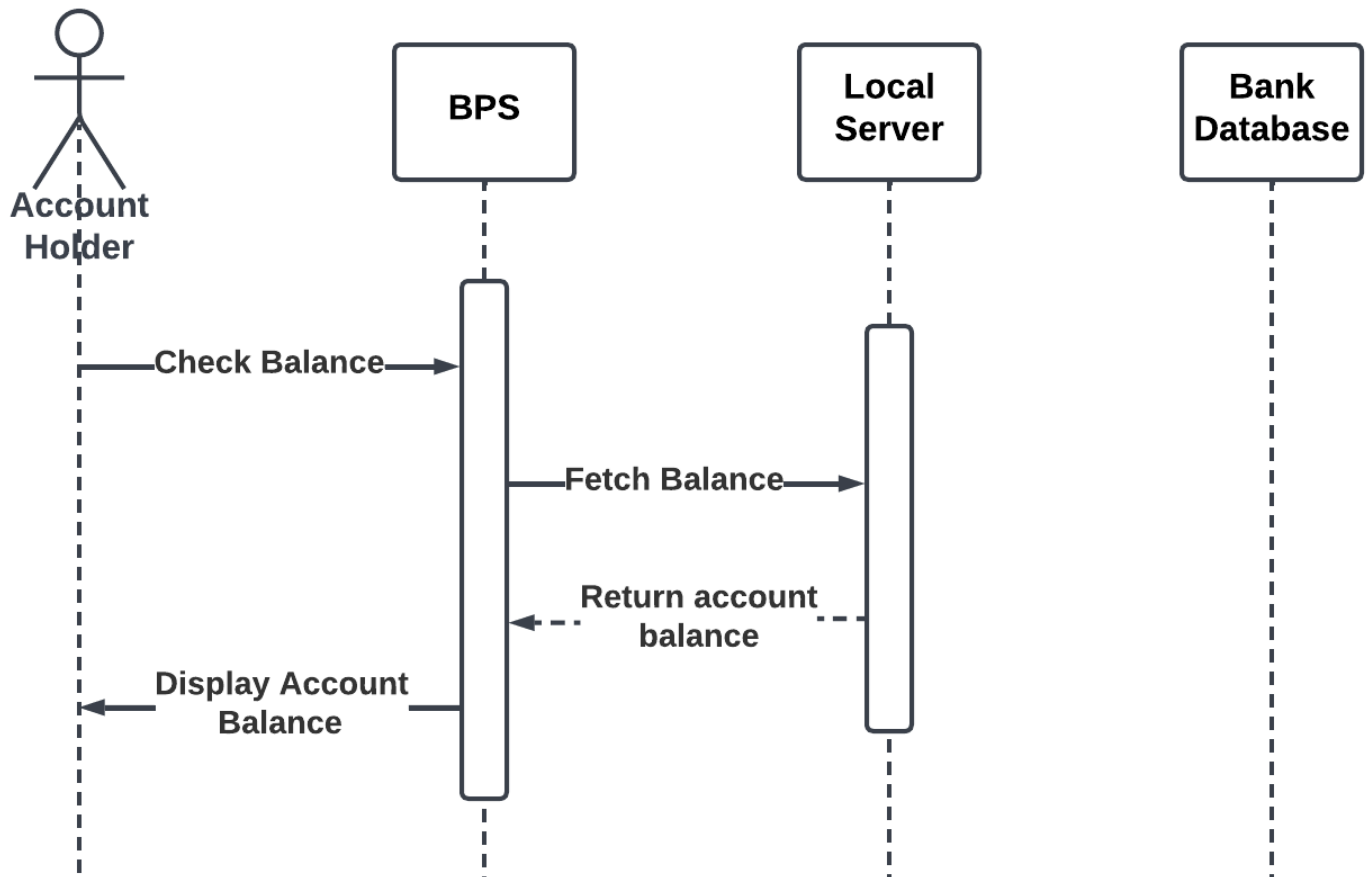 BPS
Local
Server
Bank
Database
Account
Holder
Check Balance
Fetch Balance
Return account
balance
Display Account
Balance